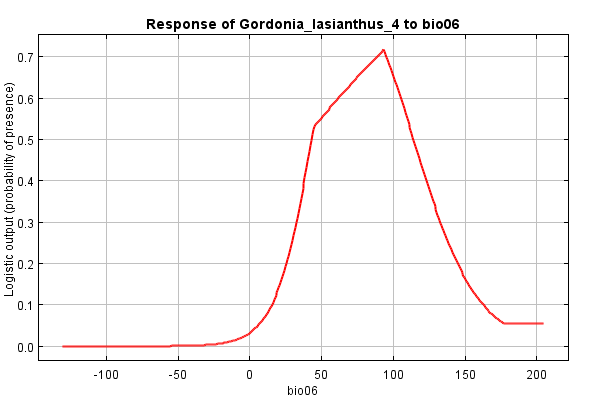 Response of Gordonia_lasianthus_4 to bio06
Logistic output (probability of presence)
0.7
0.6
0.5
0.4
0.3
0.2
0.1
0.0
-100 -50 0 50 100 150 200
bio06